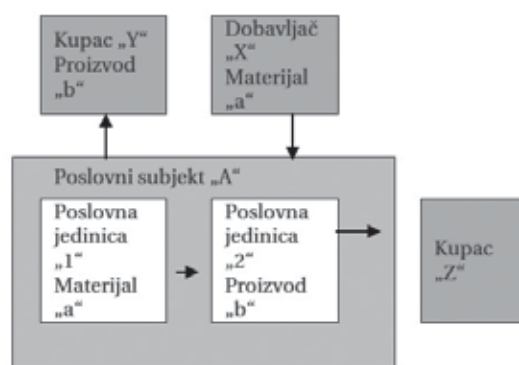 Kupac „Y“
Proizvod
„b“
Dobavljač
„X“
Materijal
„a“
Poslovni subjekt „A“
Poslovna
jedinica
„1“
Materijal
„a“
Poslovna
jedinica
„2“
Proizvod
„b“
Kupac
„Z“